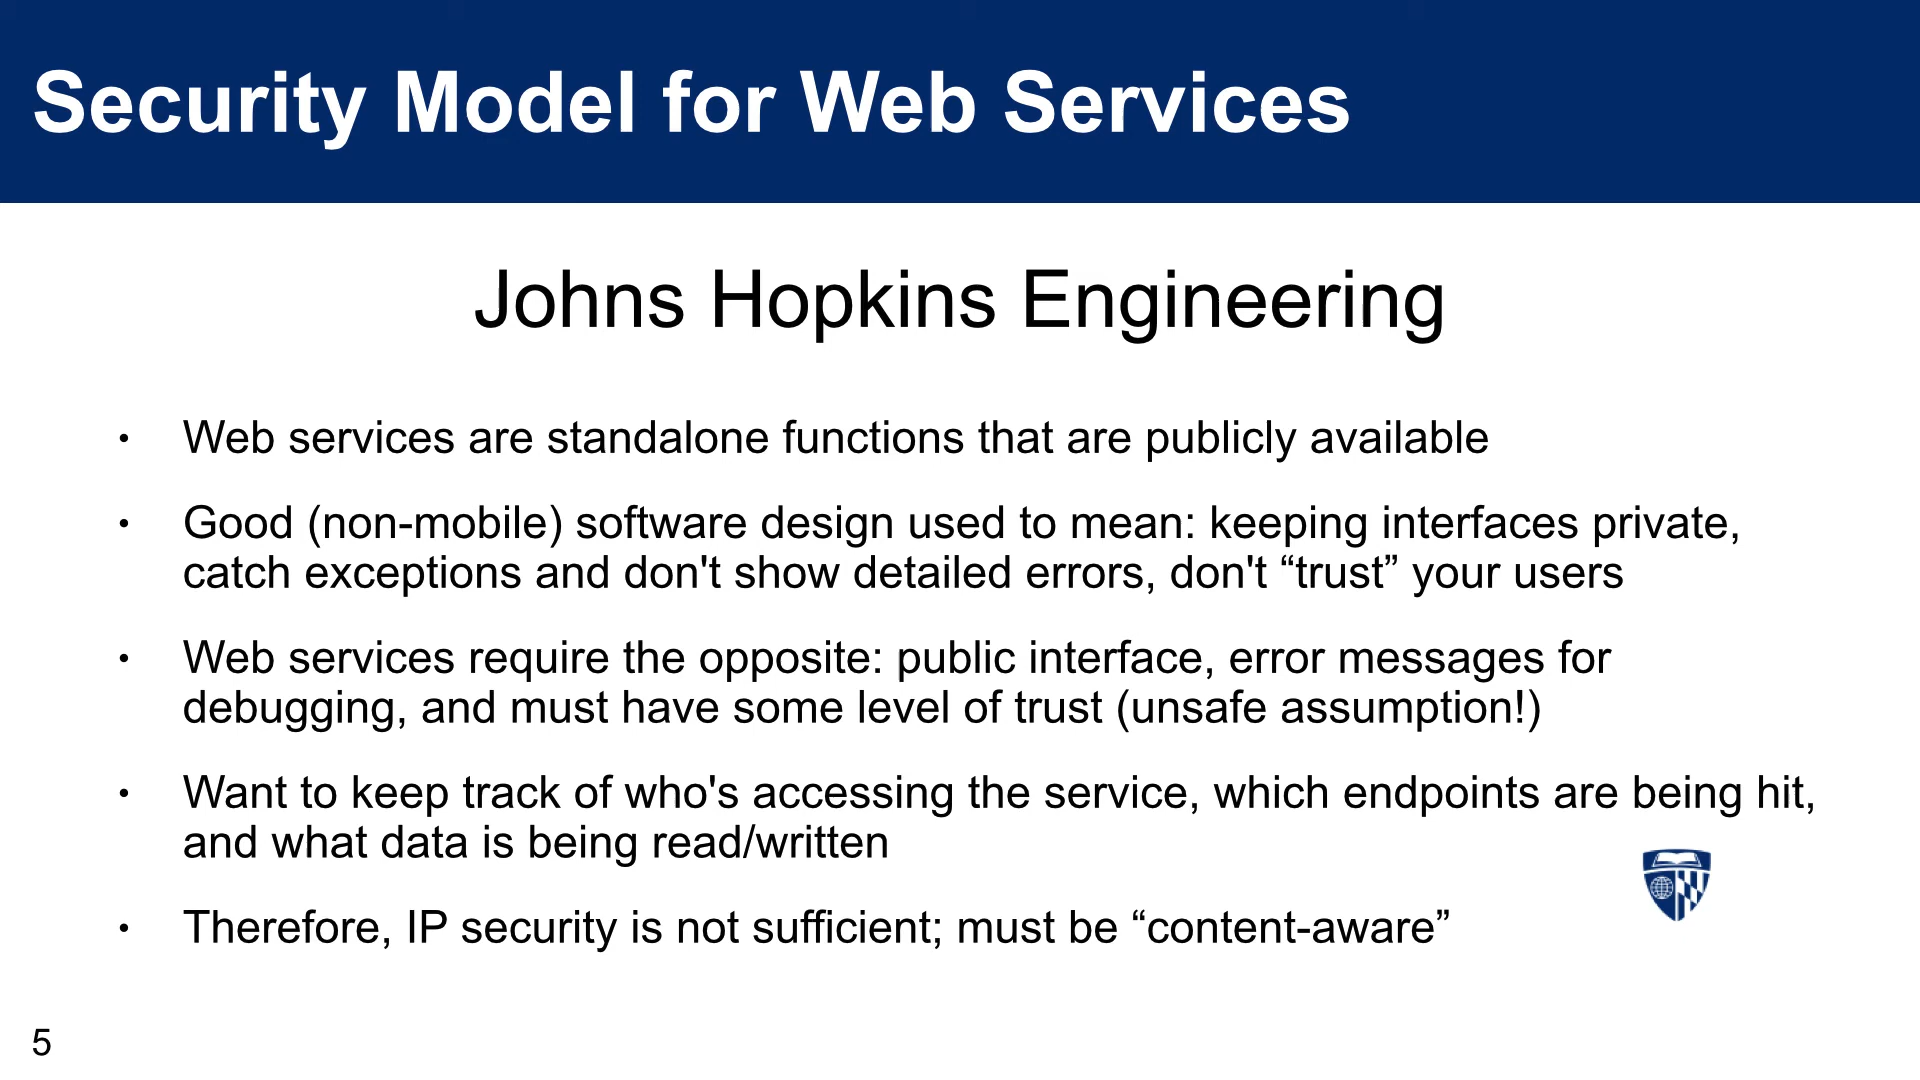 Security Model for Web Services
Johns Hopkins Engineering
• Web services are standalone functions that are publicly available
• Good (non-mobile) software design used to mean: keeping interfaces private,
catch exceptions and don't show detailed errors, don't “trust” your users
• Web services require the opposite: public interface, error messages for
debugging, and must have some level of trust (unsafe assumption!)
• Want to keep track of who's accessing the service, which endpoints are being hit,
and what data is being read/written
• Therefore, IP security is not sufficient; must be “content-aware”
5